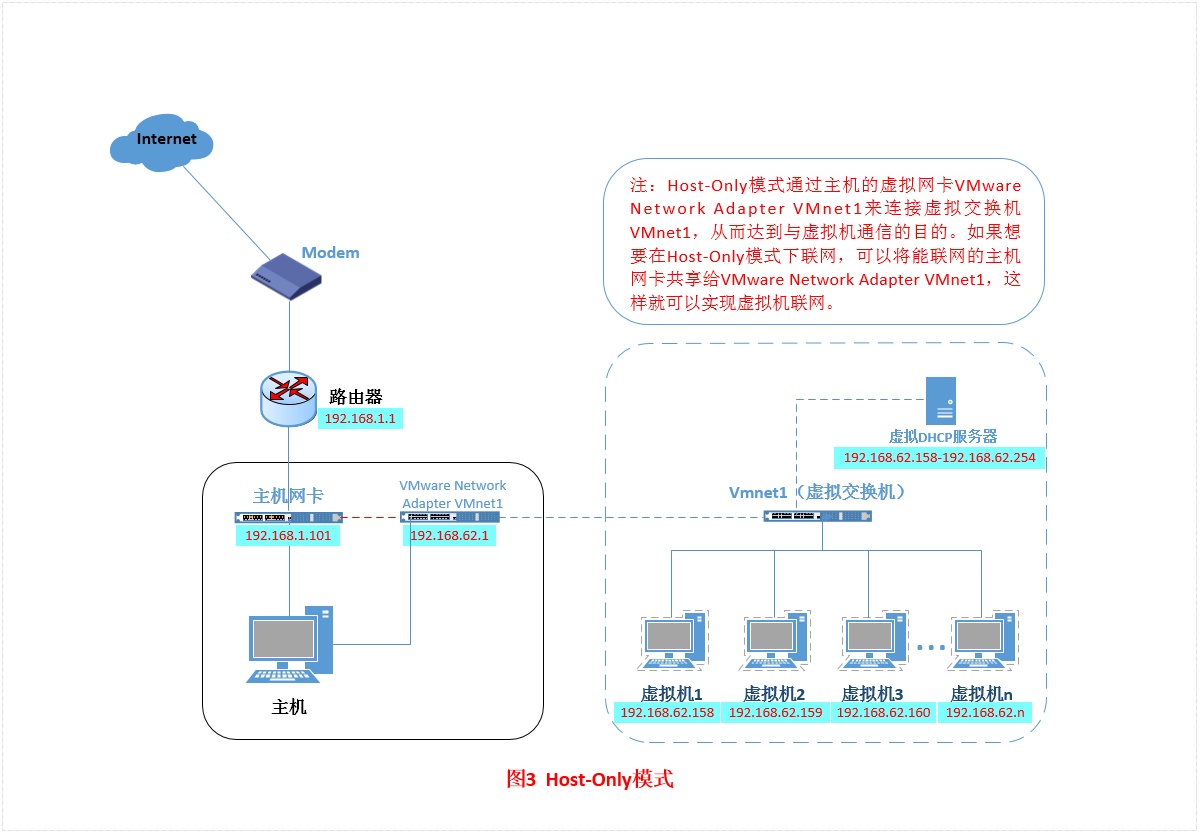 Internet
Modem
注：Host-Only模式通过主机的虚拟网卡VMware
Network Adapter VMnet1来连接虚拟交换机
VMnet1，从而达到与虚拟机通信的目的。如果想
要在Host-Only模式下联网，可以将能联网的主机
网卡共享给VMware Network Adapter VMnet1，这
样就可以实现虚拟机联网。
路由器
192.168.1.1
虚拟DHCP服务器
192.168.62.158-192.168.62.254
主机网卡
192.168.1.101
VMware Network
Adapter VMnet1
192.168.62.1
Vmnet1（虚拟交换机）
主机
虚拟机1
192.168.62.158
虚拟机2
192.168.62.159
虚拟机3
192.168.62.160
虚拟机n
192.168.62.n
图3 Host-Only模式